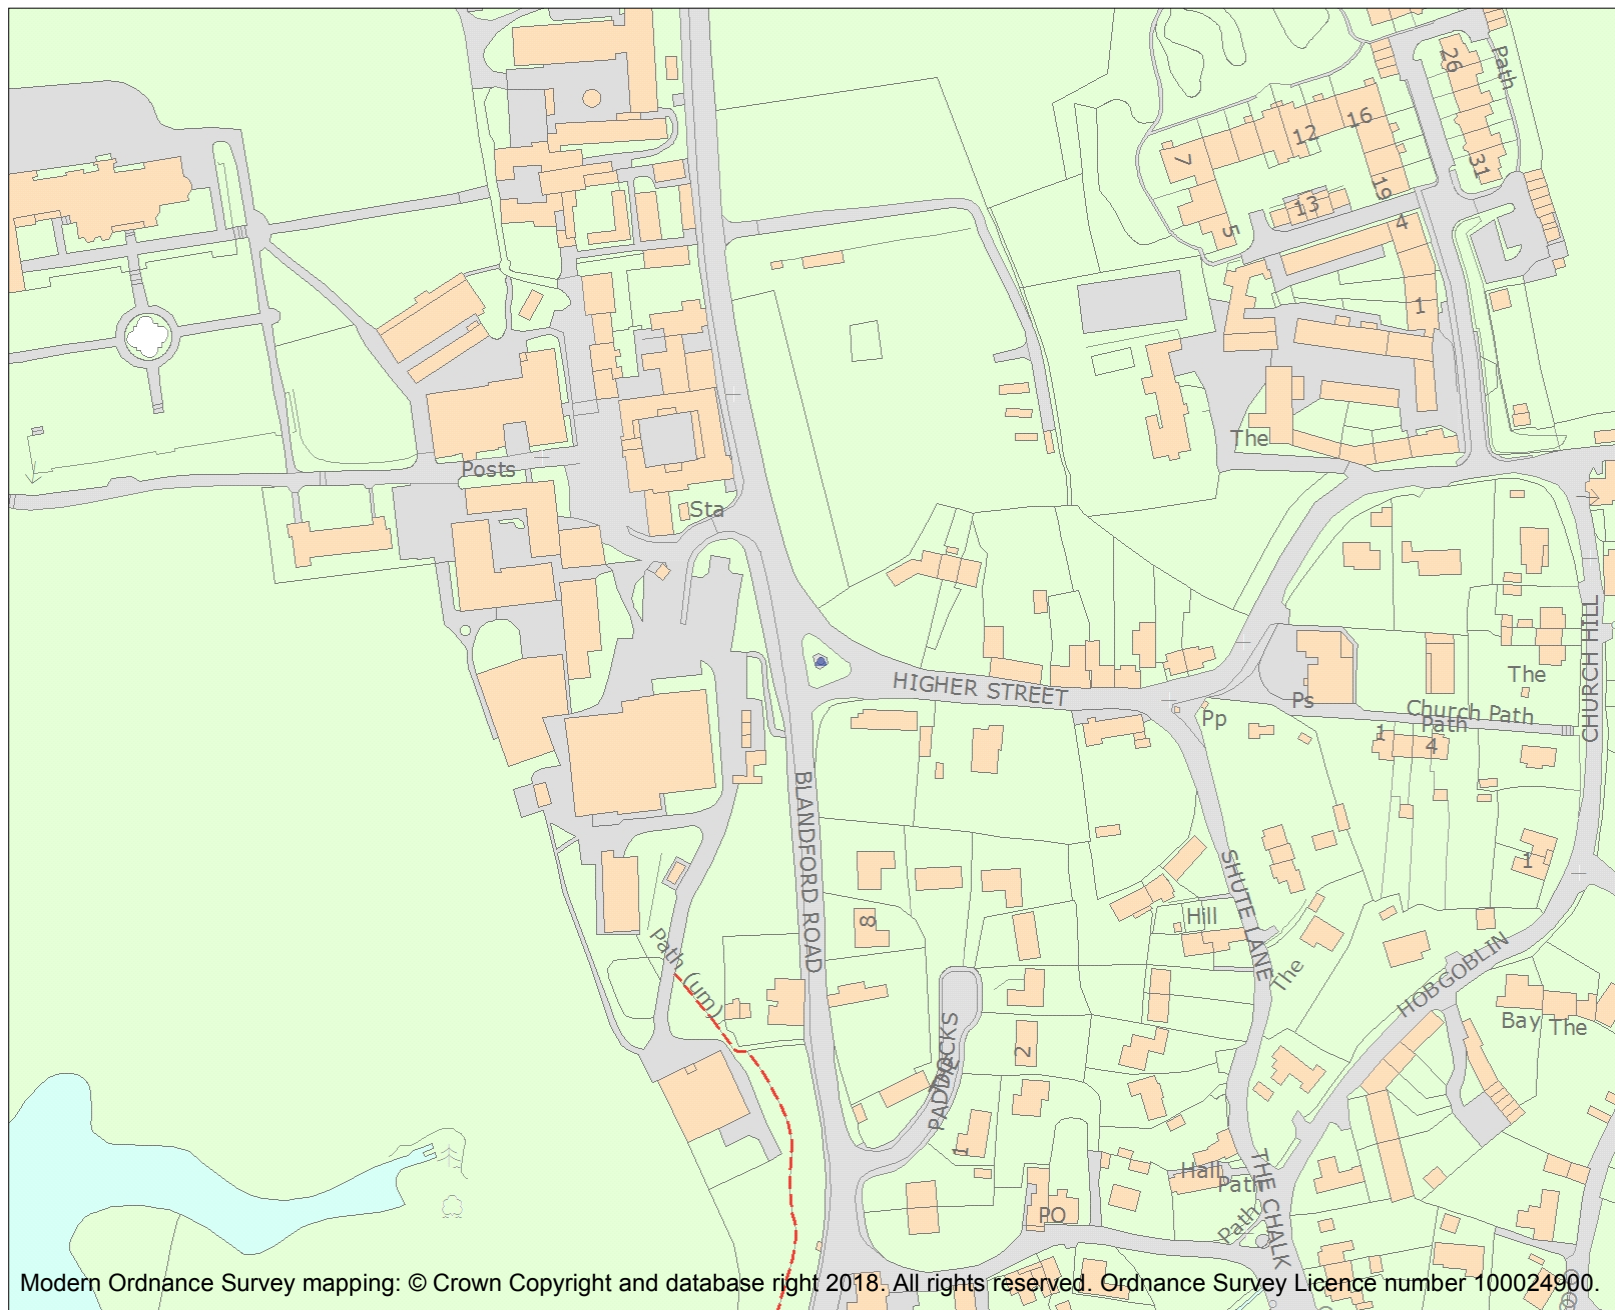 26
Path
16
12
7
31
19
13
5
4
1
The
Posts
Sta
CHURCH HILL
The
HIGHER STREET
Ps
Pp
Church Path
Path
1
4
BLANDFORD ROAD
SHUTE LANE
1
8
Hill
HOBGOBLIN
Path (um)
The
Bay
The
PADDOCKS
2
1
Hall
Path
THE CHALK
Path
PO
Modern Ordnance Survey mapping: © Crown Copyright and database right 2018. All rights reserved. Ordnance Survey Licence number 100024900.